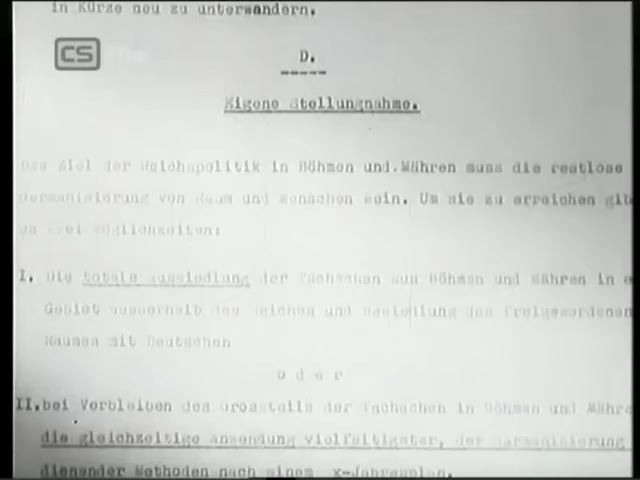 in Kürze neu zu unterwandern.
CS
D.
Eigene Stellungnahme.
Das Ziel der Reichspolitik in Böhmen und Mähren muss die restlose
Germanisierung von Raum und Menschen sein. Um sie zu erreichen gib
es zwei Möglichkeiten:
I. Die totale Aussiedlung der Tschechen aus Böhmen und Mähren in e
Gebiet ausserhalb des Reiches und Besiedlung des freigewordenen
Raumes mit Deutschen
oder
II.bei Verbleiben des Grossteils der Tschechen in Böhmen und Mähre
die gleichzeitige Anwendung vielfältigster, der Germanisierung
dienender Methoden nach einem x-Jahresplan.